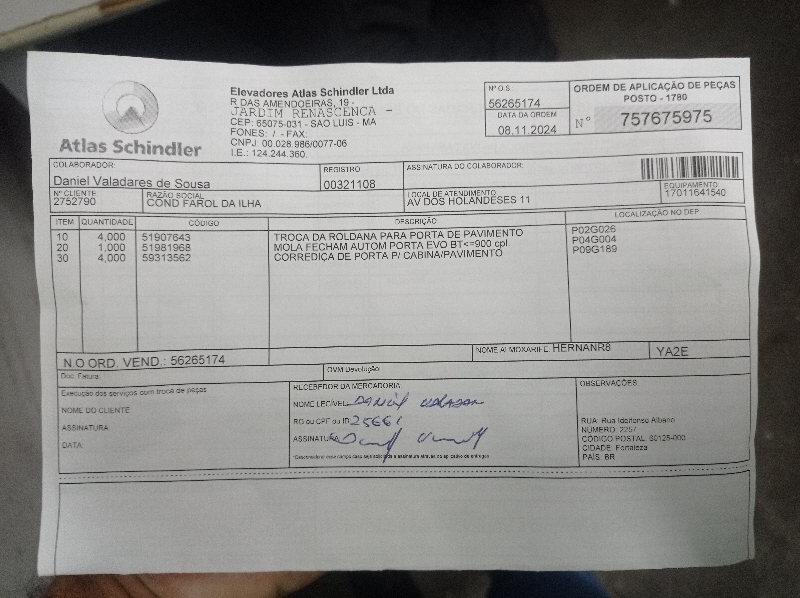 Atlas Schindler
Elevadores Atlas Schindler Ltda
R DAS AMENDOEIRAS, 19 -
JARDIM RENASCENCA -
CEP: 65075-031 - SAO LUIS - MA
FONES: / - FAX:
CNPJ 00.028.986/0077-06
I.E.: 124.244.360.
Nº O.S.
56265174
DATA DA ORDEM
08.11.2024
ORDEM DE APLICAÇÃO DE PEÇAS
POSTO - 1780
Nº 757675975
COLABORADOR:
Daniel Valadares de Sousa
REGISTRO
00321108
ASSINATURA DO COLABORADOR:
Nº CLIENTE
2752790
RAZÃO SOCIAL
COND FAROL DA ILHA
LOCAL DE ATENDIMENTO
AV DOS HOLANDESES 11
EQUIPAMENTO
17011641540
ITEM QUANTIDADE CÓDIGO DESCRIÇÃO LOCALIZAÇÃO NO DEP
10 4,000 51907643 TROCA DA ROLDANA PARA PORTA DE PAVIMENTO P02G026
20 1,000 51981968 MOLA FECHAM AUTOM PORTA EVO BT<=900 cpl. P04G004
30 4,000 59313562 CORREDIÇA DE PORTA P/ CABINA/PAVIMENTO P09G189
N.O ORD. VEND.: 56265174
NOME ALMOXARIFE: HERNANR8
YA2E
Doc. Fatura:
OVM Devolução:
Execução dos serviços com troca de peças
NOME DO CLIENTE:
ASSINATURA:
DATA:
RECEBEDOR DA MERCADORIA
NOME LEGÍVEL:
RG ou CPF ou ID 25661
ASSINATURA
OBSERVAÇÕES:
RUA: Rua Ildefonso Albano
NUMERO: 2257
CÓDIGO POSTAL: 60125-000
CIDADE: Fortaleza
PAÍS: BR